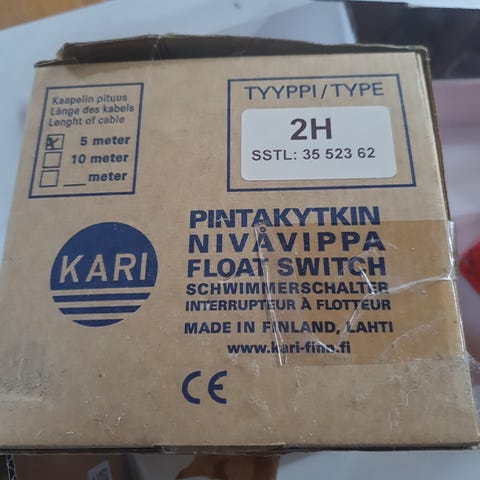 Kaapelin pituus
Länge des kabels
Lenght of cable
5 meter
10 meter
___ meter
TYYPPI/TYPE
2H
SSTL: 35 523 62
KARI
PINTAKYTKIN
NIVÅVIPPA
FLOAT SWITCH
SCHWIMMERSCHALTER
INTERRUPTEUR À FLOTTEUR
MADE IN FINLAND, LAHTI
www.kari-finn.fi
CE